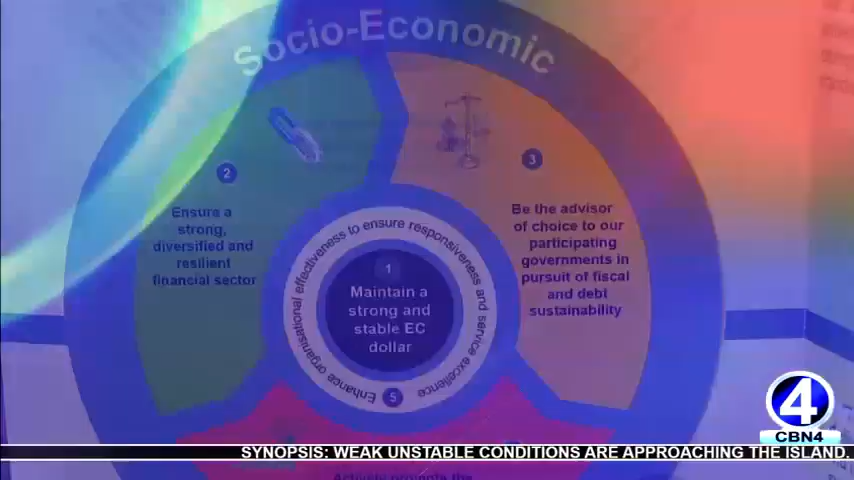 Socio-Economic
2
Ensure a
strong,
diversified and
resilient
financial sector
3
Be the advisor
of choice to our
participating
governments in
pursuit of fiscal
and debt
sustainability
Enhance organisational effectiveness to ensure responsiveness and service excellence
1
Maintain a
strong and
stable EC
dollar
5
4
CBN4
SYNOPSIS: WEAK UNSTABLE CONDITIONS ARE APPROACHING THE ISLAND.
promote the